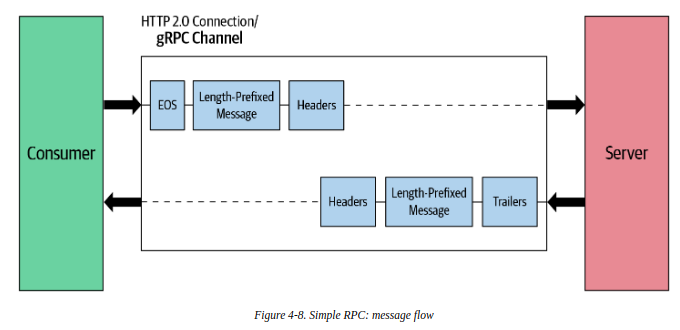 HTTP 2.0 Connection/
gRPC Channel
Consumer
EOS
Length-Prefixed
Message
Headers
Server
Headers
Length-Prefixed
Message
Trailers
Figure 4-8. Simple RPC: message flow